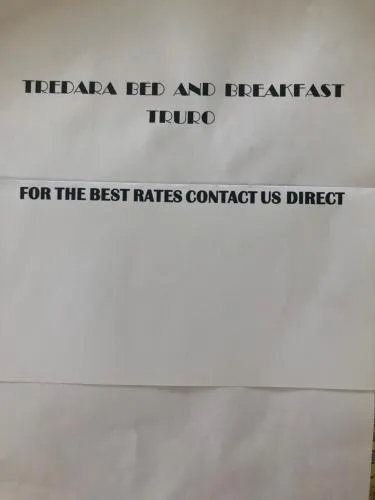 TREDARA BED AND BREAKFAST
TRURO
FOR THE BEST RATES CONTACT US DIRECT